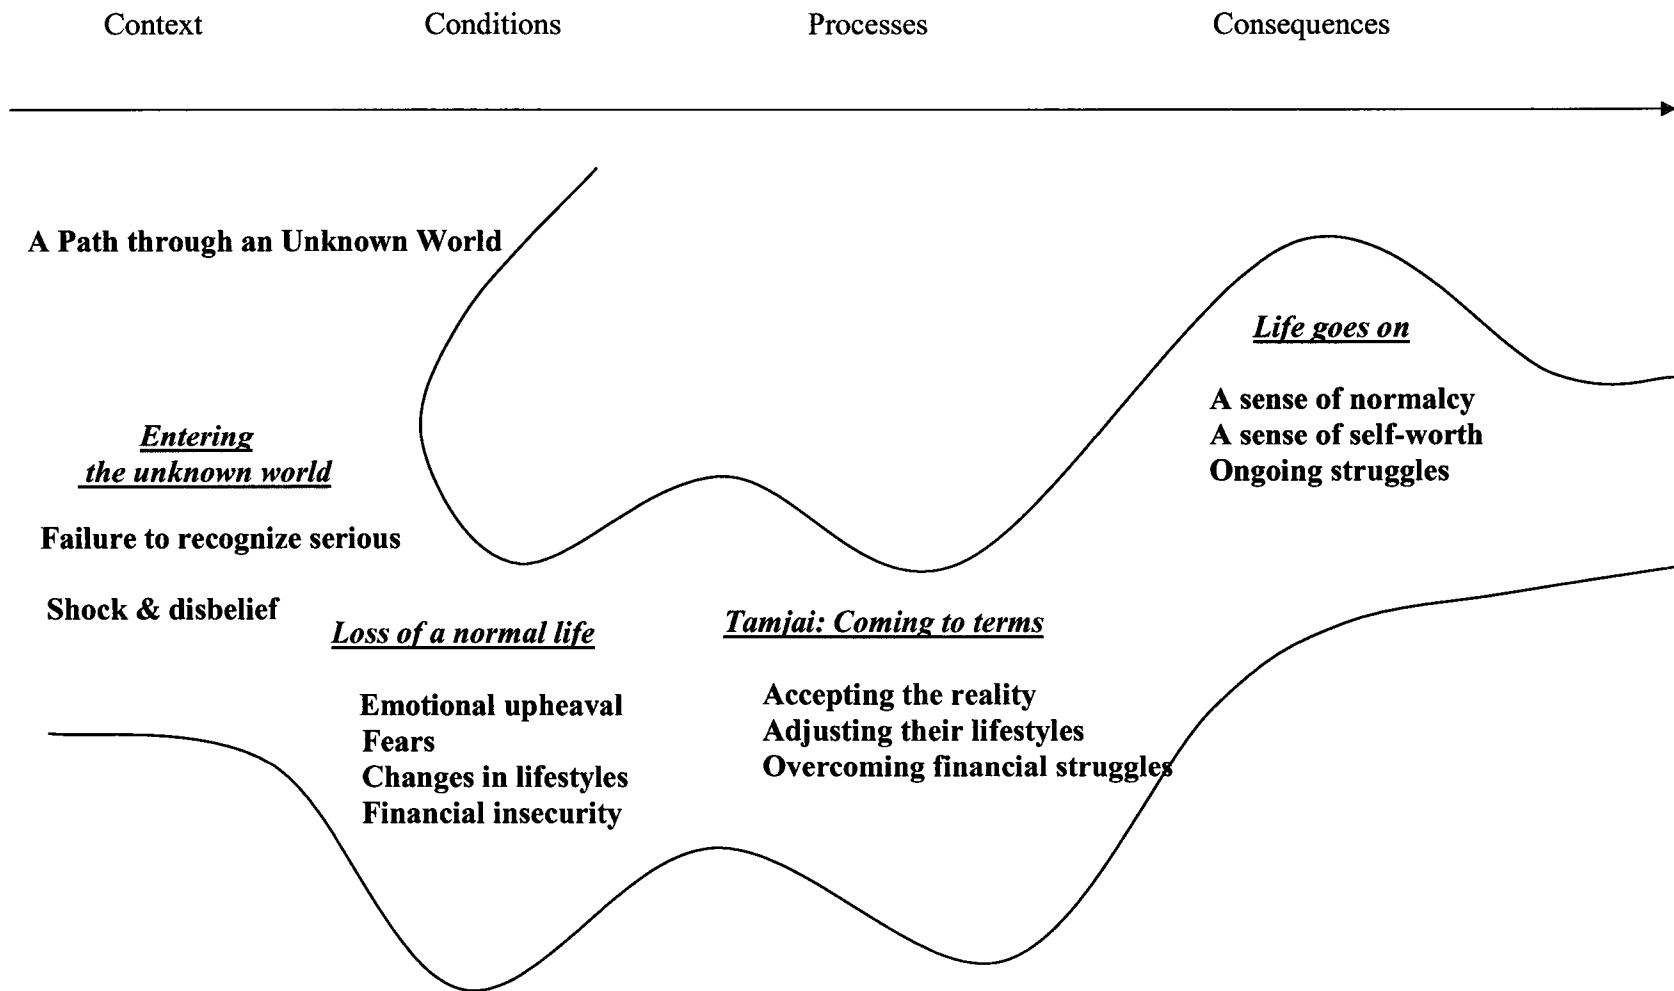 Context Conditions Processes Consequences
A Path through an Unknown World
Entering
the unknown world
Failure to recognize serious
Shock & disbelief
Loss of a normal life
Emotional upheaval
Fears
Changes in lifestyles
Financial insecurity
Tamjai: Coming to terms
Accepting the reality
Adjusting their lifestyles
Overcoming financial struggles
Life goes on
A sense of normalcy
A sense of self-worth
Ongoing struggles